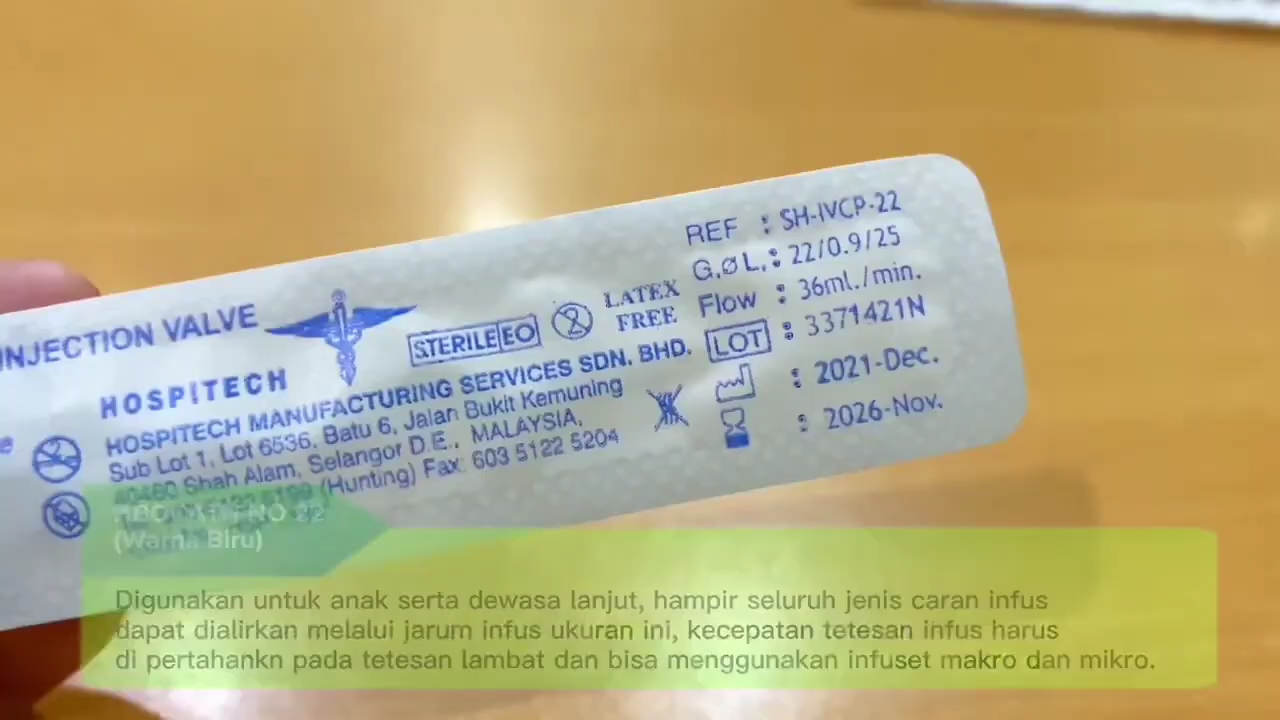 INJECTION VALVE
HOSPITECH
STERILE EO
LATEX
FREE
HOSPITECH MANUFACTURING SERVICES SDN. BHD.
Sub Lot 1, Lot 6536, Batu 6, Jalan Bukit Kemuning
40460 Shah Alam, Selangor D.E., MALAYSIA,
(Hunting) Fax: 603 5122 5204
REF : SH-IVCP-22
G.ø L.: 22/0.9/25
Flow : 36ml./min.
LOT : 3371421N
: 2021-Dec.
: 2026-Nov.
NO 22
(Warna Biru)
Digunakan untuk anak serta dewasa lanjut, hampir seluruh jenis caran infus
dapat dialirkan melalui jarum infus ukuran ini, kecepatan tetesan infus harus
di pertahankn pada tetesan lambat dan bisa menggunakan infuset makro dan mikro.